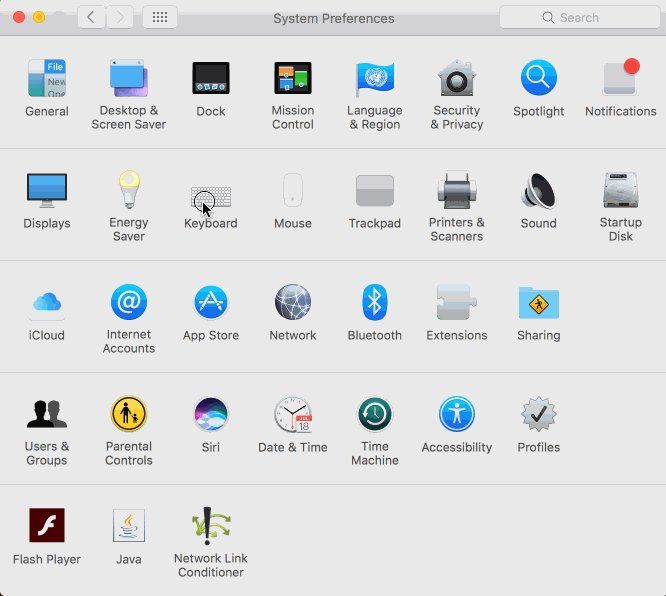 System Preferences
Search
File
New
Ope
General
Desktop &
Screen Saver
Dock
Mission
Control
Language
& Region
Security
& Privacy
Spotlight
Notifications
Displays
Energy
Saver
Keyboard
Mouse
Trackpad
Printers &
Scanners
Sound
Startup
Disk
iCloud
Internet
Accounts
App Store
Network
Bluetooth
Extensions
Sharing
Users &
Groups
Parental
Controls
Siri
JUL
18
Date & Time
Time
Machine
Accessibility
Profiles
Flash Player
Java
Network Link
Conditioner